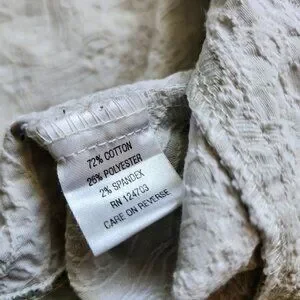 72% COTTON
26% POLYESTER
2% SPANDEX
RN 124703
CARE ON REVERSE